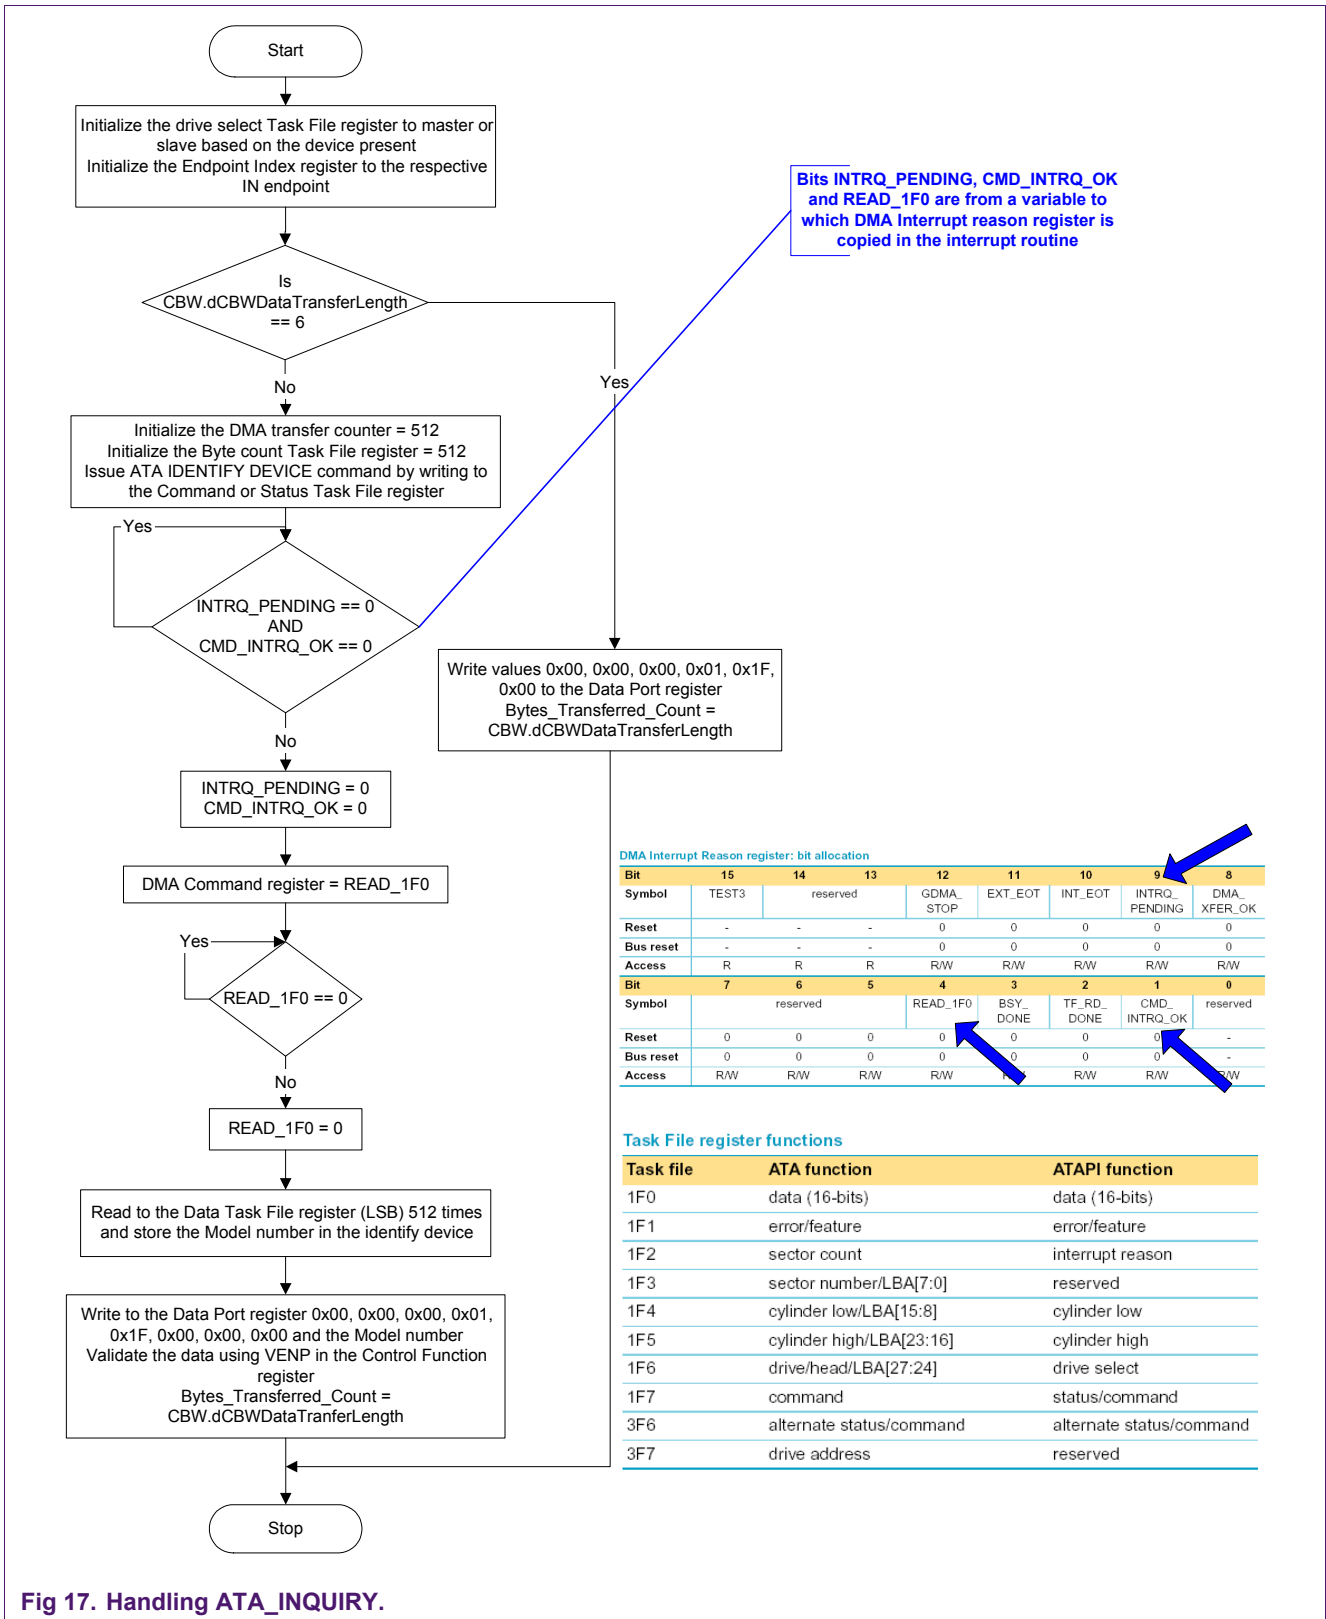 Start
Initialize the drive select Task File register to master or
slave based on the device present
Initialize the Endpoint Index register to the respective
IN endpoint
Bits INTRQ_PENDING, CMD_INTRQ_OK
and READ_1F0 are from a variable to
which DMA Interrupt reason register is
copied in the interrupt routine
Is
CBW.dCBWDataTransferLength
== 6
No
Yes
Initialize the DMA transfer counter = 512
Initialize the Byte count Task File register = 512
Issue ATA IDENTIFY DEVICE command by writing to
the Command or Status Task File register
Yes
INTRQ_PENDING == 0
AND
CMD_INTRQ_OK == 0
Write values 0x00, 0x00, 0x00, 0x01, 0x1F,
0x00 to the Data Port register
Bytes_Transferred_Count =
CBW.dCBWDataTransferLength
No
INTRQ_PENDING = 0
CMD_INTRQ_OK = 0
DMA Command register = READ_1F0
Yes
READ_1F0 == 0
No
READ_1F0 = 0
Read to the Data Task File register (LSB) 512 times
and store the Model number in the identify device
Write to the Data Port register 0x00, 0x00, 0x00, 0x01,
0x1F, 0x00, 0x00, 0x00 and the Model number
Validate the data using VENP in the Control Function
register
Bytes_Transferred_Count =
CBW.dCBWDataTranferLength
Stop
DMA Interrupt Reason register: bit allocation
Bit 15 14 13 12 11 10 9 8
Symbol TEST3 reserved GDMA_ EXT_EOT INT_EOT INTRQ_ DMA_
STOP PENDING XFER_OK
Reset - - - 0 0 0 0 0
Bus reset - - - 0 0 0 0 0
Access R R R R/W R/W R/W R/W R/W
Bit 7 6 5 4 3 2 1 0
Symbol reserved READ_1F0 BSY_ TF_RD_ CMD_ reserved
DONE DONE INTRQ_OK
Reset 0 0 0 0 0 0 0 -
Bus reset 0 0 0 0 0 0 0 -
Access R/W R/W R/W R/W R/W R/W R/W R/W
Task File register functions
Task file ATA function ATAPI function
1F0 data (16-bits) data (16-bits)
1F1 error/feature error/feature
1F2 sector count interrupt reason
1F3 sector number/LBA[7:0] reserved
1F4 cylinder low/LBA[15:8] cylinder low
1F5 cylinder high/LBA[23:16] cylinder high
1F6 drive/head/LBA[27:24] drive select
1F7 command status/command
3F6 alternate status/command alternate status/command
3F7 drive address reserved
Fig 17. Handling ATA_INQUIRY.